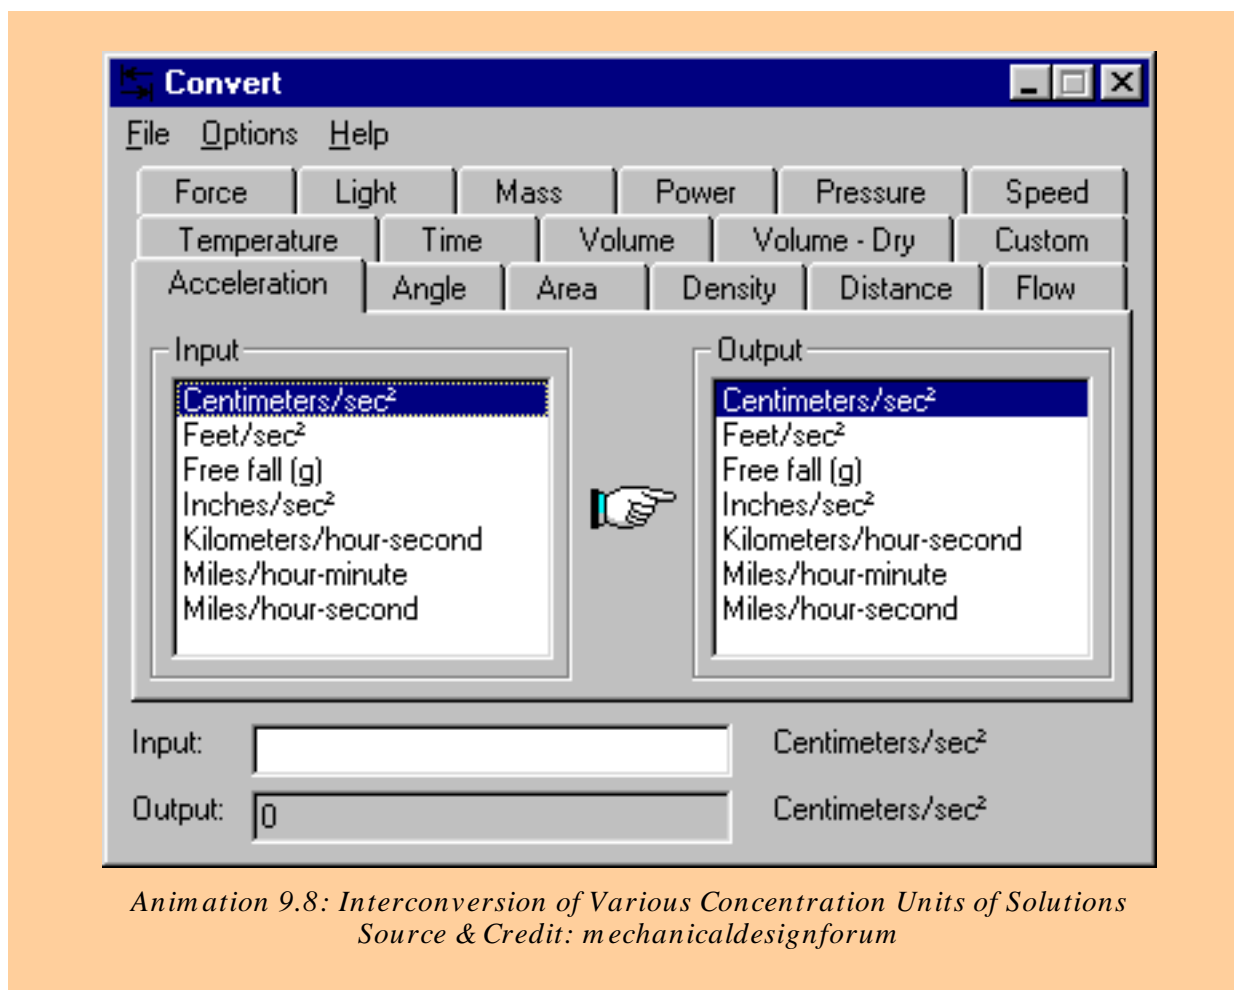 Convert
File Options Help
Force Light Mass Power Pressure Speed
Temperature Time Volume Volume - Dry Custom
Acceleration Angle Area Density Distance Flow
Input
Centimeters/sec²
Feet/sec²
Free fall (g)
Inches/sec²
Kilometers/hour-second
Miles/hour-minute
Miles/hour-second
Output
Centimeters/sec²
Feet/sec²
Free fall (g)
Inches/sec²
Kilometers/hour-second
Miles/hour-minute
Miles/hour-second
Input: Centimeters/sec²
Output: 0 Centimeters/sec²
Animation 9.8: Interconversion of Various Concentration Units of Solutions
Source & Credit: mechanicaldesignforum